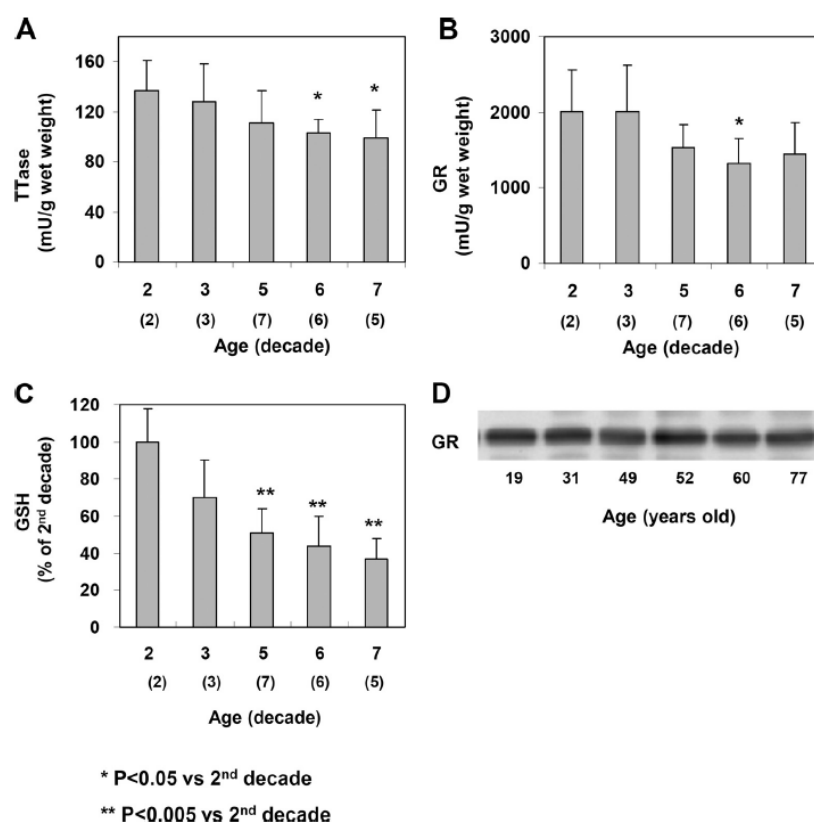 A
TTase
(mU/g wet weight)
160
120
80
40
0
*
*
2 3 5 6 7
(2) (3) (7) (6) (5)
Age (decade)
B
GR
(mU/g wet weight)
3000
2000
1000
0
*
2 3 5 6 7
(2) (3) (7) (6) (5)
Age (decade)
C
GSH
(% of 2nd decade)
120
100
80
60
40
20
0
**
**
**
2 3 5 6 7
(2) (3) (7) (6) (5)
Age (decade)
D
GR
19 31 49 52 60 77
Age (years old)
* P<0.05 vs 2nd decade
** P<0.005 vs 2nd decade